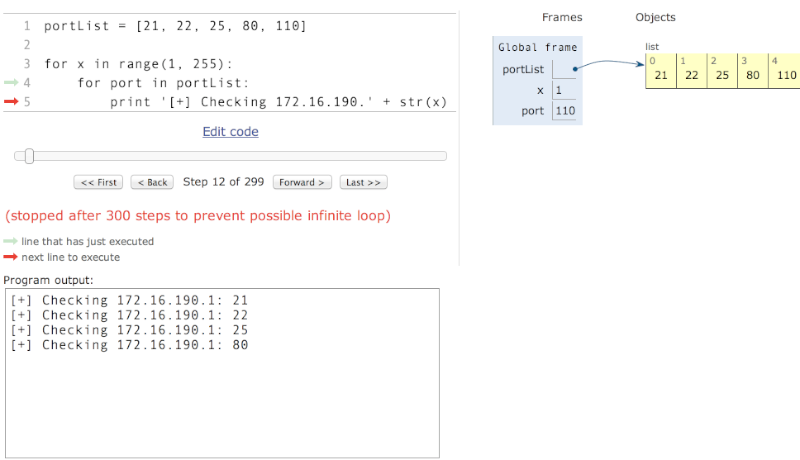 1 portList = [21, 22, 25, 80, 110]
2
3 for x in range(1, 255):
4 for port in portList:
5 print '[+] Checking 172.16.190.' + str(x)
Edit code
<< First < Back Step 12 of 299 Forward > Last >>
(stopped after 300 steps to prevent possible infinite loop)
line that has just executed
next line to execute
Program output:
[+] Checking 172.16.190.1: 21
[+] Checking 172.16.190.1: 22
[+] Checking 172.16.190.1: 25
[+] Checking 172.16.190.1: 80
Frames Objects
Global frame
portList
x 1
port 110
list
0 1 2 3 4
21 22 25 80 110